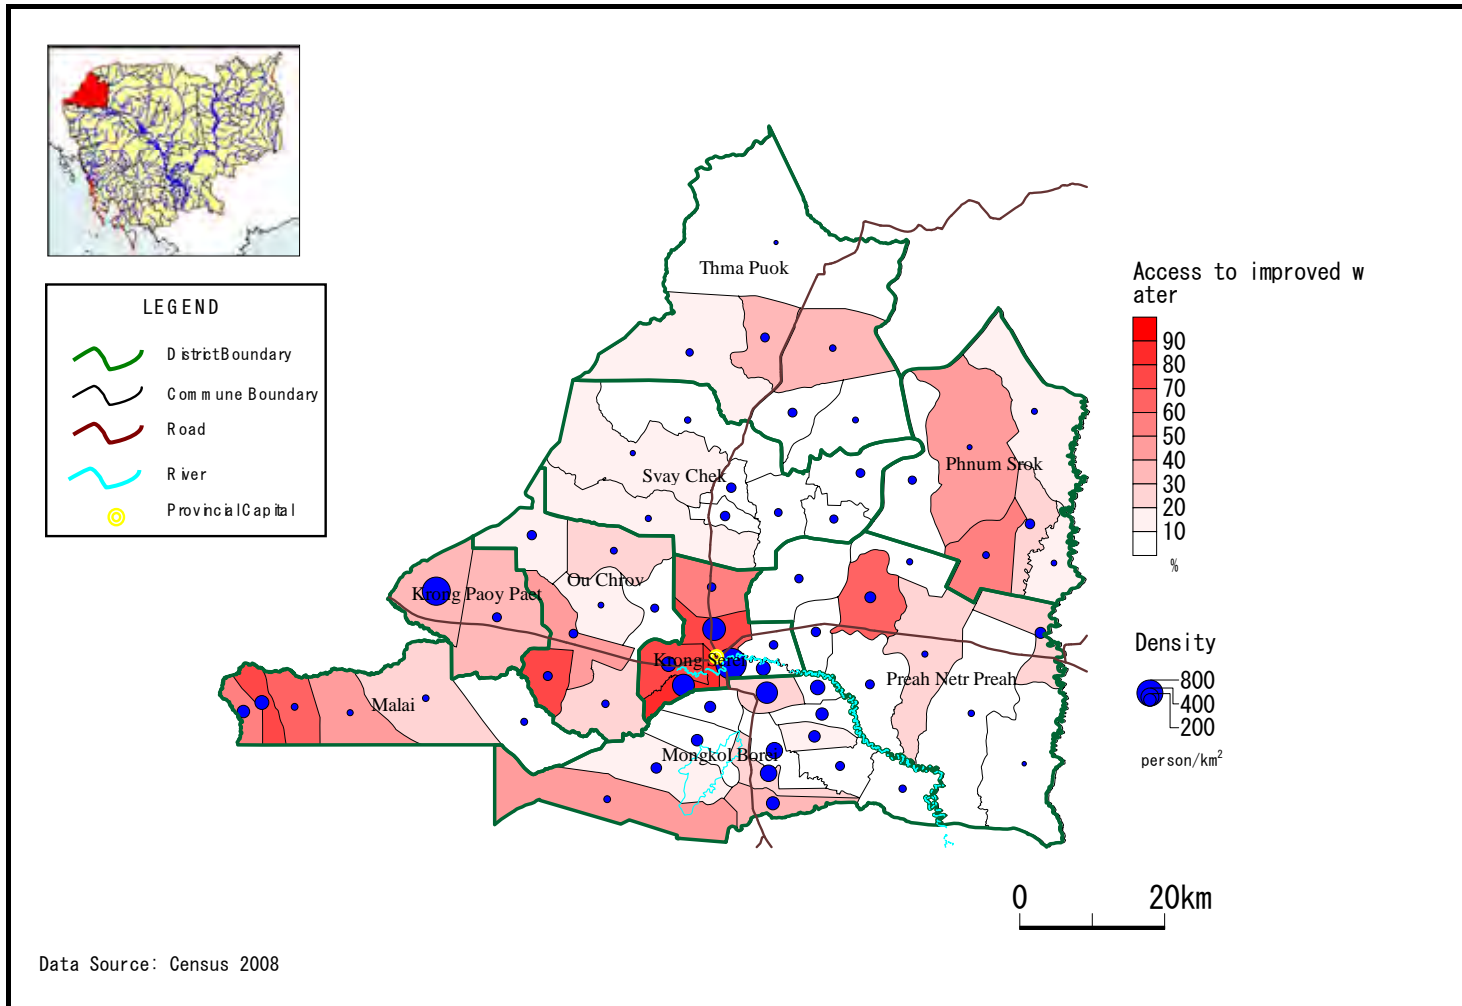 LEGEND
District Boundary
Commune Boundary
Road
River
Provincial Capital
Thma Puok
Svay Chek
Phnum Srok
Ou Chrov
Krong Paoy Paet
Krong Serei
Preah Netr Preah
Malai
Mongkol Borei
Access to improved w
ater
90
80
70
60
50
40
30
20
10
%
Density
800
400
200
person/km²
0 20km
Data Source: Census 2008